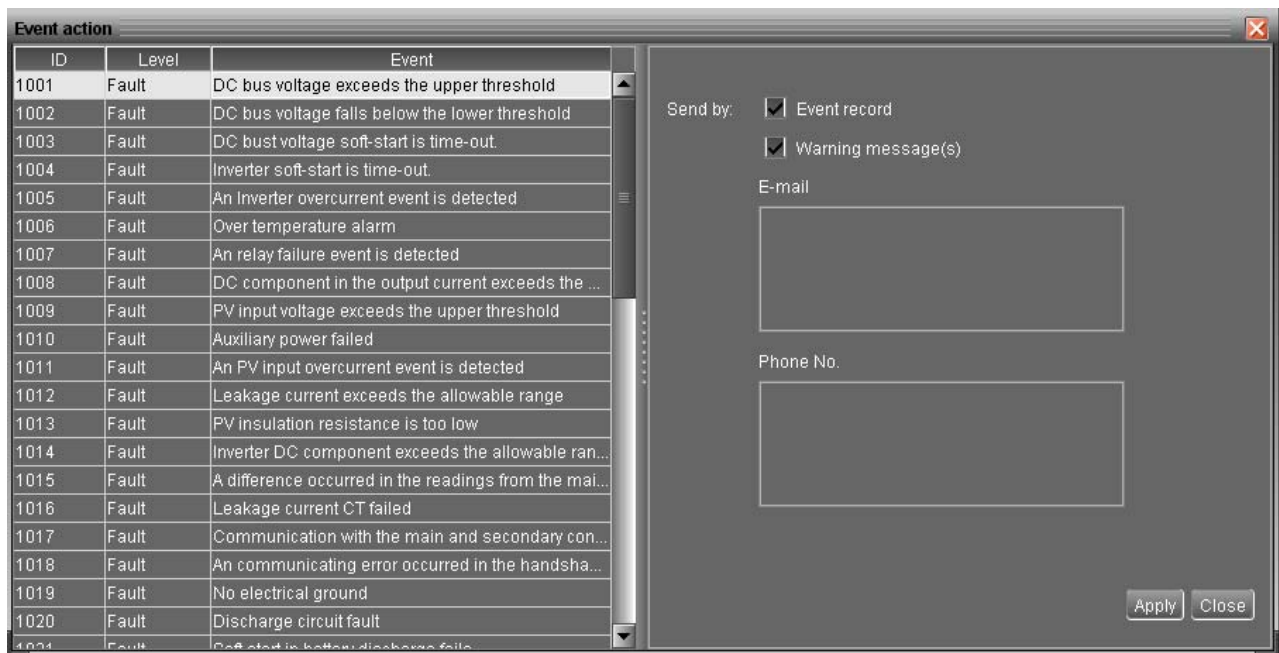 Event action
ID Level Event
1001 Fault DC bus voltage exceeds the upper threshold
1002 Fault DC bus voltage falls below the lower threshold
1003 Fault DC bust voltage soft-start is time-out.
1004 Fault Inverter soft-start is time-out.
1005 Fault An Inverter overcurrent event is detected
1006 Fault Over temperature alarm
1007 Fault An relay failure event is detected
1008 Fault DC component in the output current exceeds the ...
1009 Fault PV input voltage exceeds the upper threshold
1010 Fault Auxiliary power failed
1011 Fault An PV input overcurrent event is detected
1012 Fault Leakage current exceeds the allowable range
1013 Fault PV insulation resistance is too low
1014 Fault Inverter DC component exceeds the allowable ran...
1015 Fault A difference occurred in the readings from the mai...
1016 Fault Leakage current CT failed
1017 Fault Communication with the main and secondary con...
1018 Fault An communicating error occurred in the handsha...
1019 Fault No electrical ground
1020 Fault Discharge circuit fault
1021 Fault Soft start in battery discharge fails
Send by: Event record
Warning message(s)
E-mail
Phone No.
Apply Close